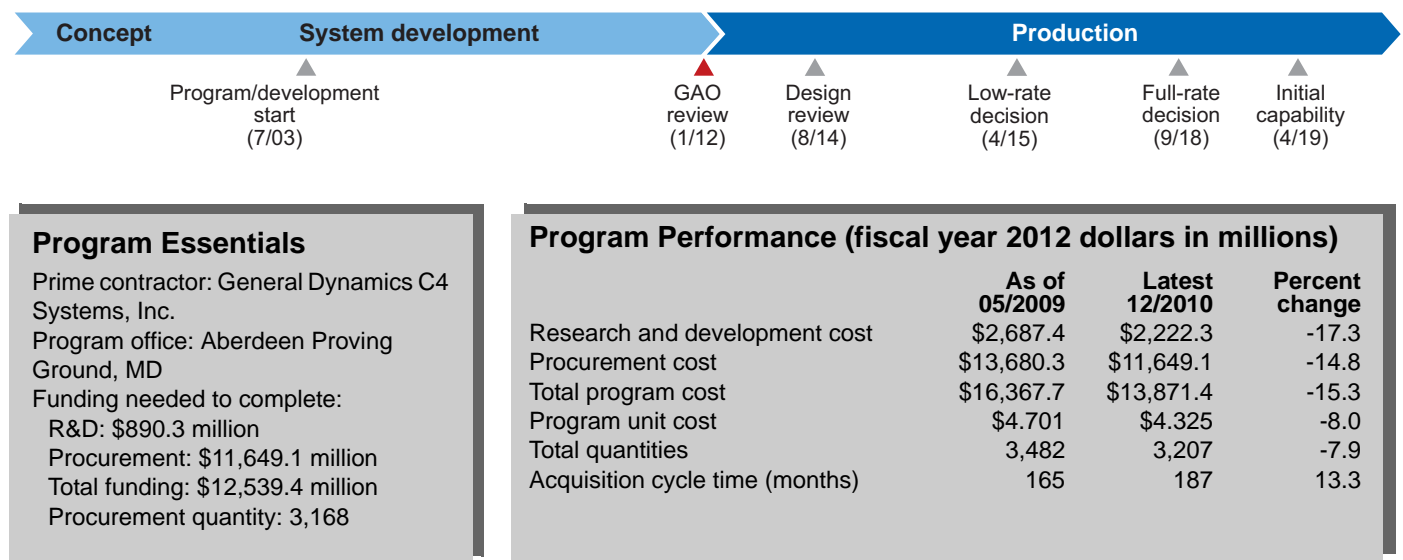 Concept
System development
Production
Program/development
start
(7/03)
GAO
review
(1/12)
Design
review
(8/14)
Low-rate
decision
(4/15)
Full-rate
decision
(9/18)
Initial
capability
(4/19)
Program Essentials
Prime contractor: General Dynamics C4
Systems, Inc.
Program office: Aberdeen Proving
Ground, MD
Funding needed to complete:
R&D: $890.3 million
Procurement: $11,649.1 million
Total funding: $12,539.4 million
Procurement quantity: 3,168
Program Performance (fiscal year 2012 dollars in millions)
As of Latest Percent
05/2009 12/2010 change
Research and development cost $2,687.4 $2,222.3 -17.3
Procurement cost $13,680.3 $11,649.1 -14.8
Total program cost $16,367.7 $13,871.4 -15.3
Program unit cost $4.701 $4.325 -8.0
Total quantities 3,482 3,207 -7.9
Acquisition cycle time (months) 165 187 13.3